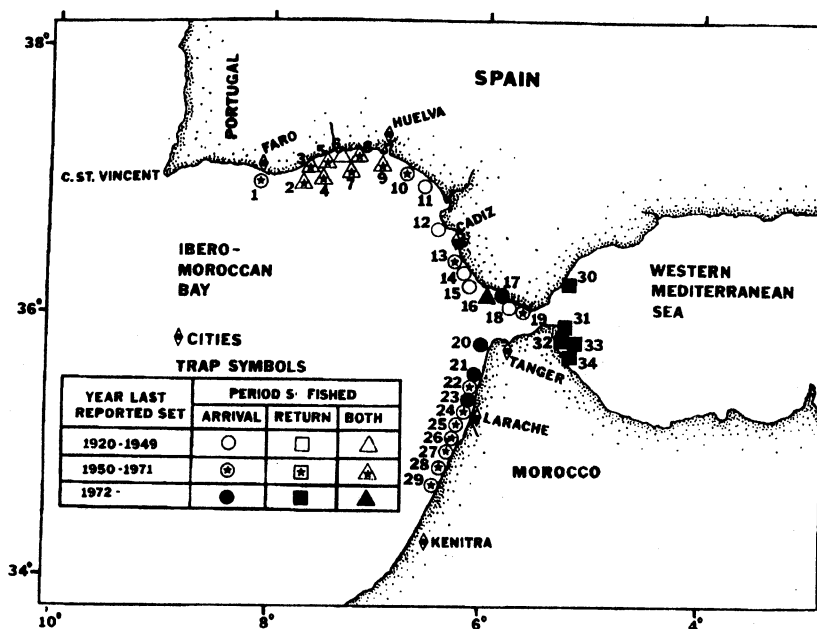 38°
PORTUGAL
SPAIN
HUELVA
FARO
C. ST. VINCENT
3
5
6
8
1
2
4
7
9
10
11
12
CADIZ
13
14
15
16
17
18
19
30
IBERO-
MOROCCAN
BAY
WESTERN
MEDITERRANEAN
SEA
36°
31
32
33
34
20
21
22
23
24
25
26
27
28
29
TANGER
LARACHE
MOROCCO
KENITRA
CITIES
TRAP SYMBOLS
YEAR LAST
REPORTED SET
PERIOD S· FISHED
ARRIVAL RETURN BOTH
1920-1949
1950-1971
1972-
34°
10° 8° 6° 4°